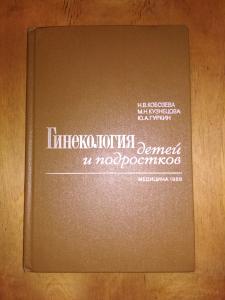 Н.В.КОБОЗЕВА
М.Н.КУЗНЕЦОВА
Ю.А.ГУРКИН
Гинекология
детей
и подростков
МЕДИЦИНА 1988